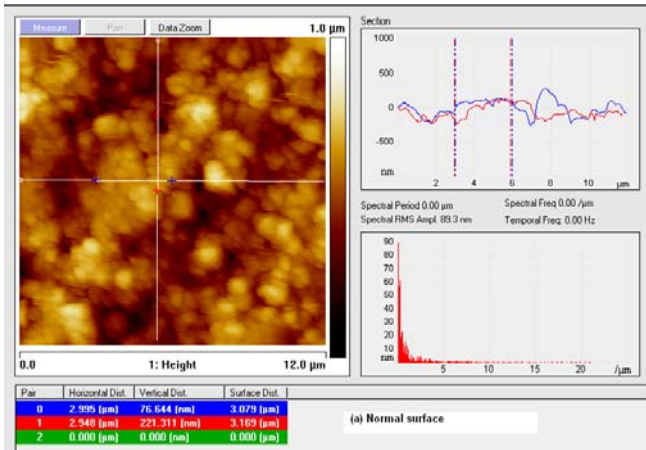 Measure Pan Data Zoom 1.0 µm
0.0 1: Height 12.0 µm
Section
1000
500
0
-500
nm
2 4 6 8 10 µm
Spectral Period 0.00 µm Spectral Freq 0.00 /µm
Spectral RMS Ampl. 89.3 nm Temporal Freq: 0.00 Hz
90
80
70
60
50
40
30
20
10
nm
5 10 15 20 /µm
Pair Horizontal Dist. Vertical Dist. Surface Dist.
0 2.995 (µm) 76.644 (nm) 3.079 (µm)
1 2.948 (µm) 221.311 (nm) 3.169 (µm)
2 0.000 (µm) 0.000 (nm) 0.000 (µm)
(a) Normal surface